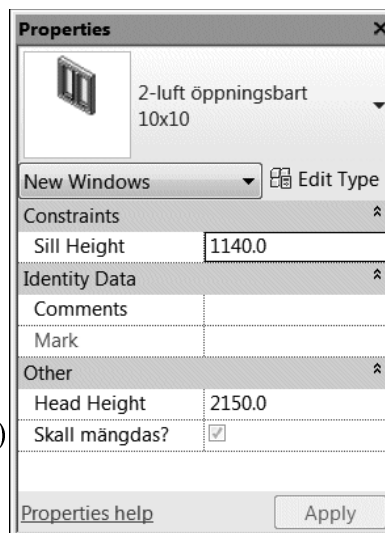 Properties
2-luft öppningsbart
10x10
New Windows Edit Type
Constraints
Sill Height 1140.0
Identity Data
Comments
Mark
Other
Head Height 2150.0
) Skall mängdas?
Properties help Apply